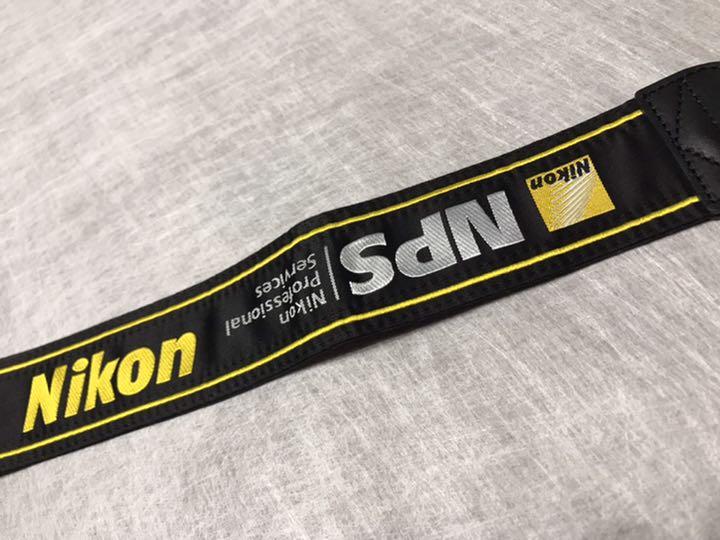 Nikon
NPS
Nikon
Professional
Services
Nikon